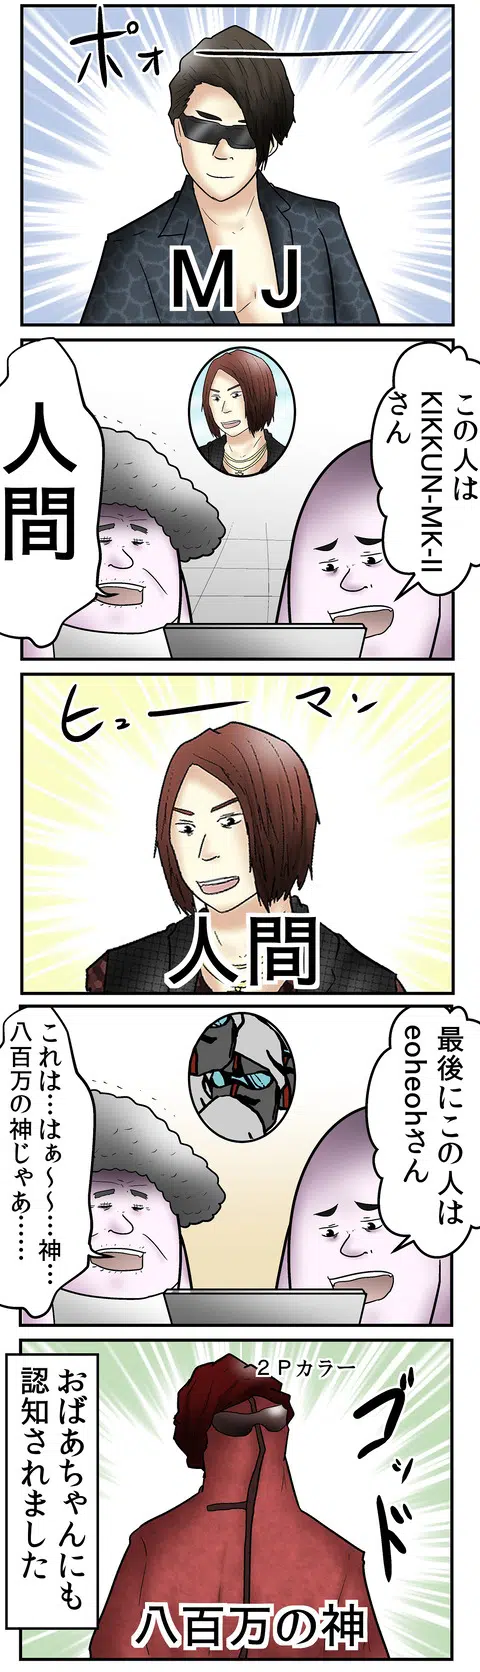 ポォ――
ＭＪ
この人は
KIKKUN-MK-II
さん
人間
ヒューーマン
人間
最後にこの人は
eoheohさん
これは…はぁ～～…神…
八百万の神じゃあ……
２Ｐカラー
ゴッド
八百万の神
おばあちゃんにも
認知されました